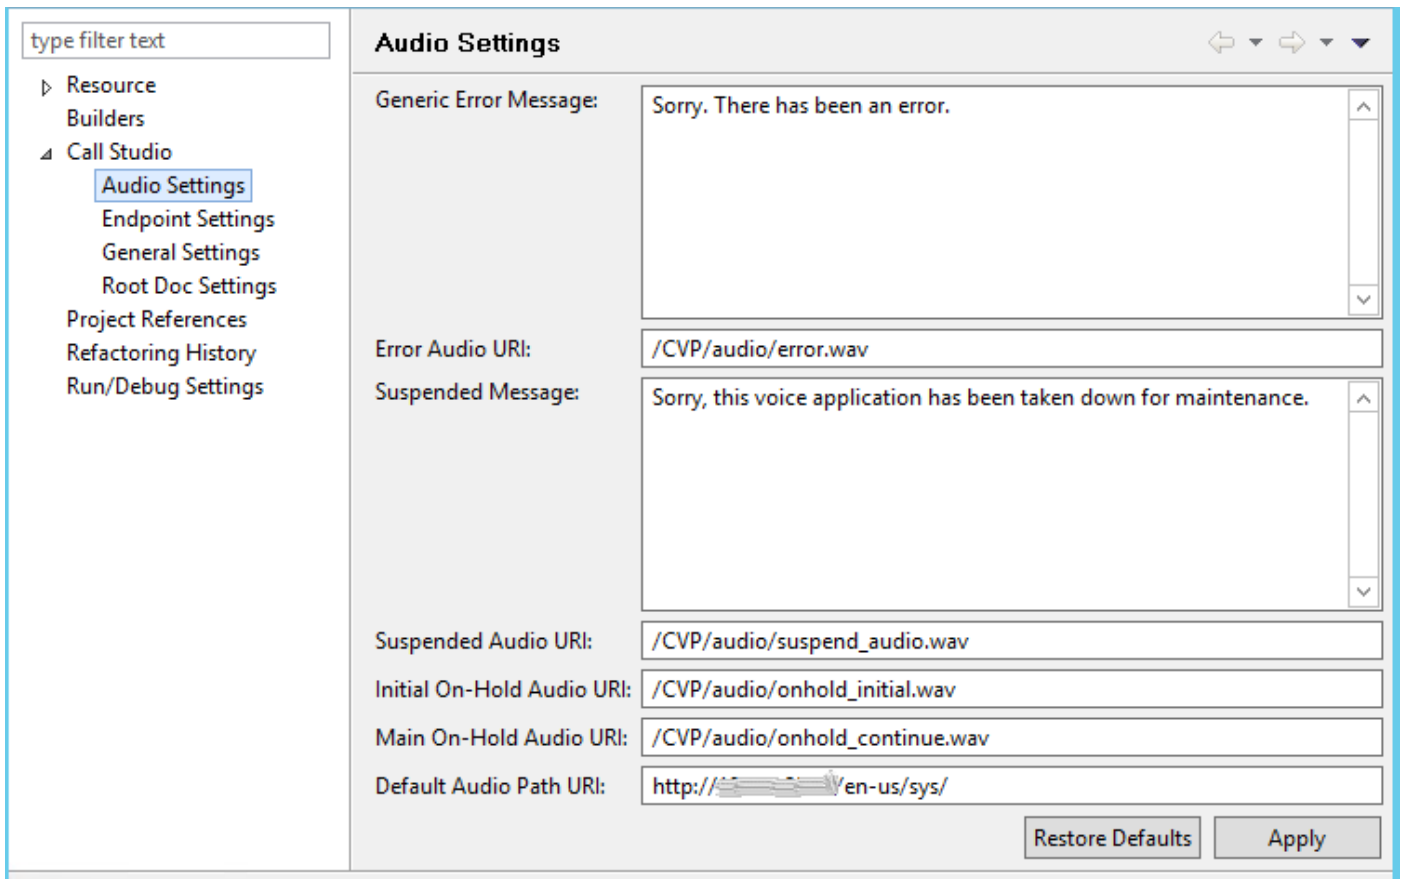 type filter text
Resource
Builders
Call Studio
Audio Settings
Endpoint Settings
General Settings
Root Doc Settings
Project References
Refactoring History
Run/Debug Settings
Audio Settings
Generic Error Message:
Sorry. There has been an error.
Error Audio URI:
/CVP/audio/error.wav
Suspended Message:
Sorry, this voice application has been taken down for maintenance.
Suspended Audio URI:
/CVP/audio/suspend_audio.wav
Initial On-Hold Audio URI:
/CVP/audio/onhold_initial.wav
Main On-Hold Audio URI:
/CVP/audio/onhold_continue.wav
Default Audio Path URI:
http:// /en-us/sys/
Restore Defaults
Apply